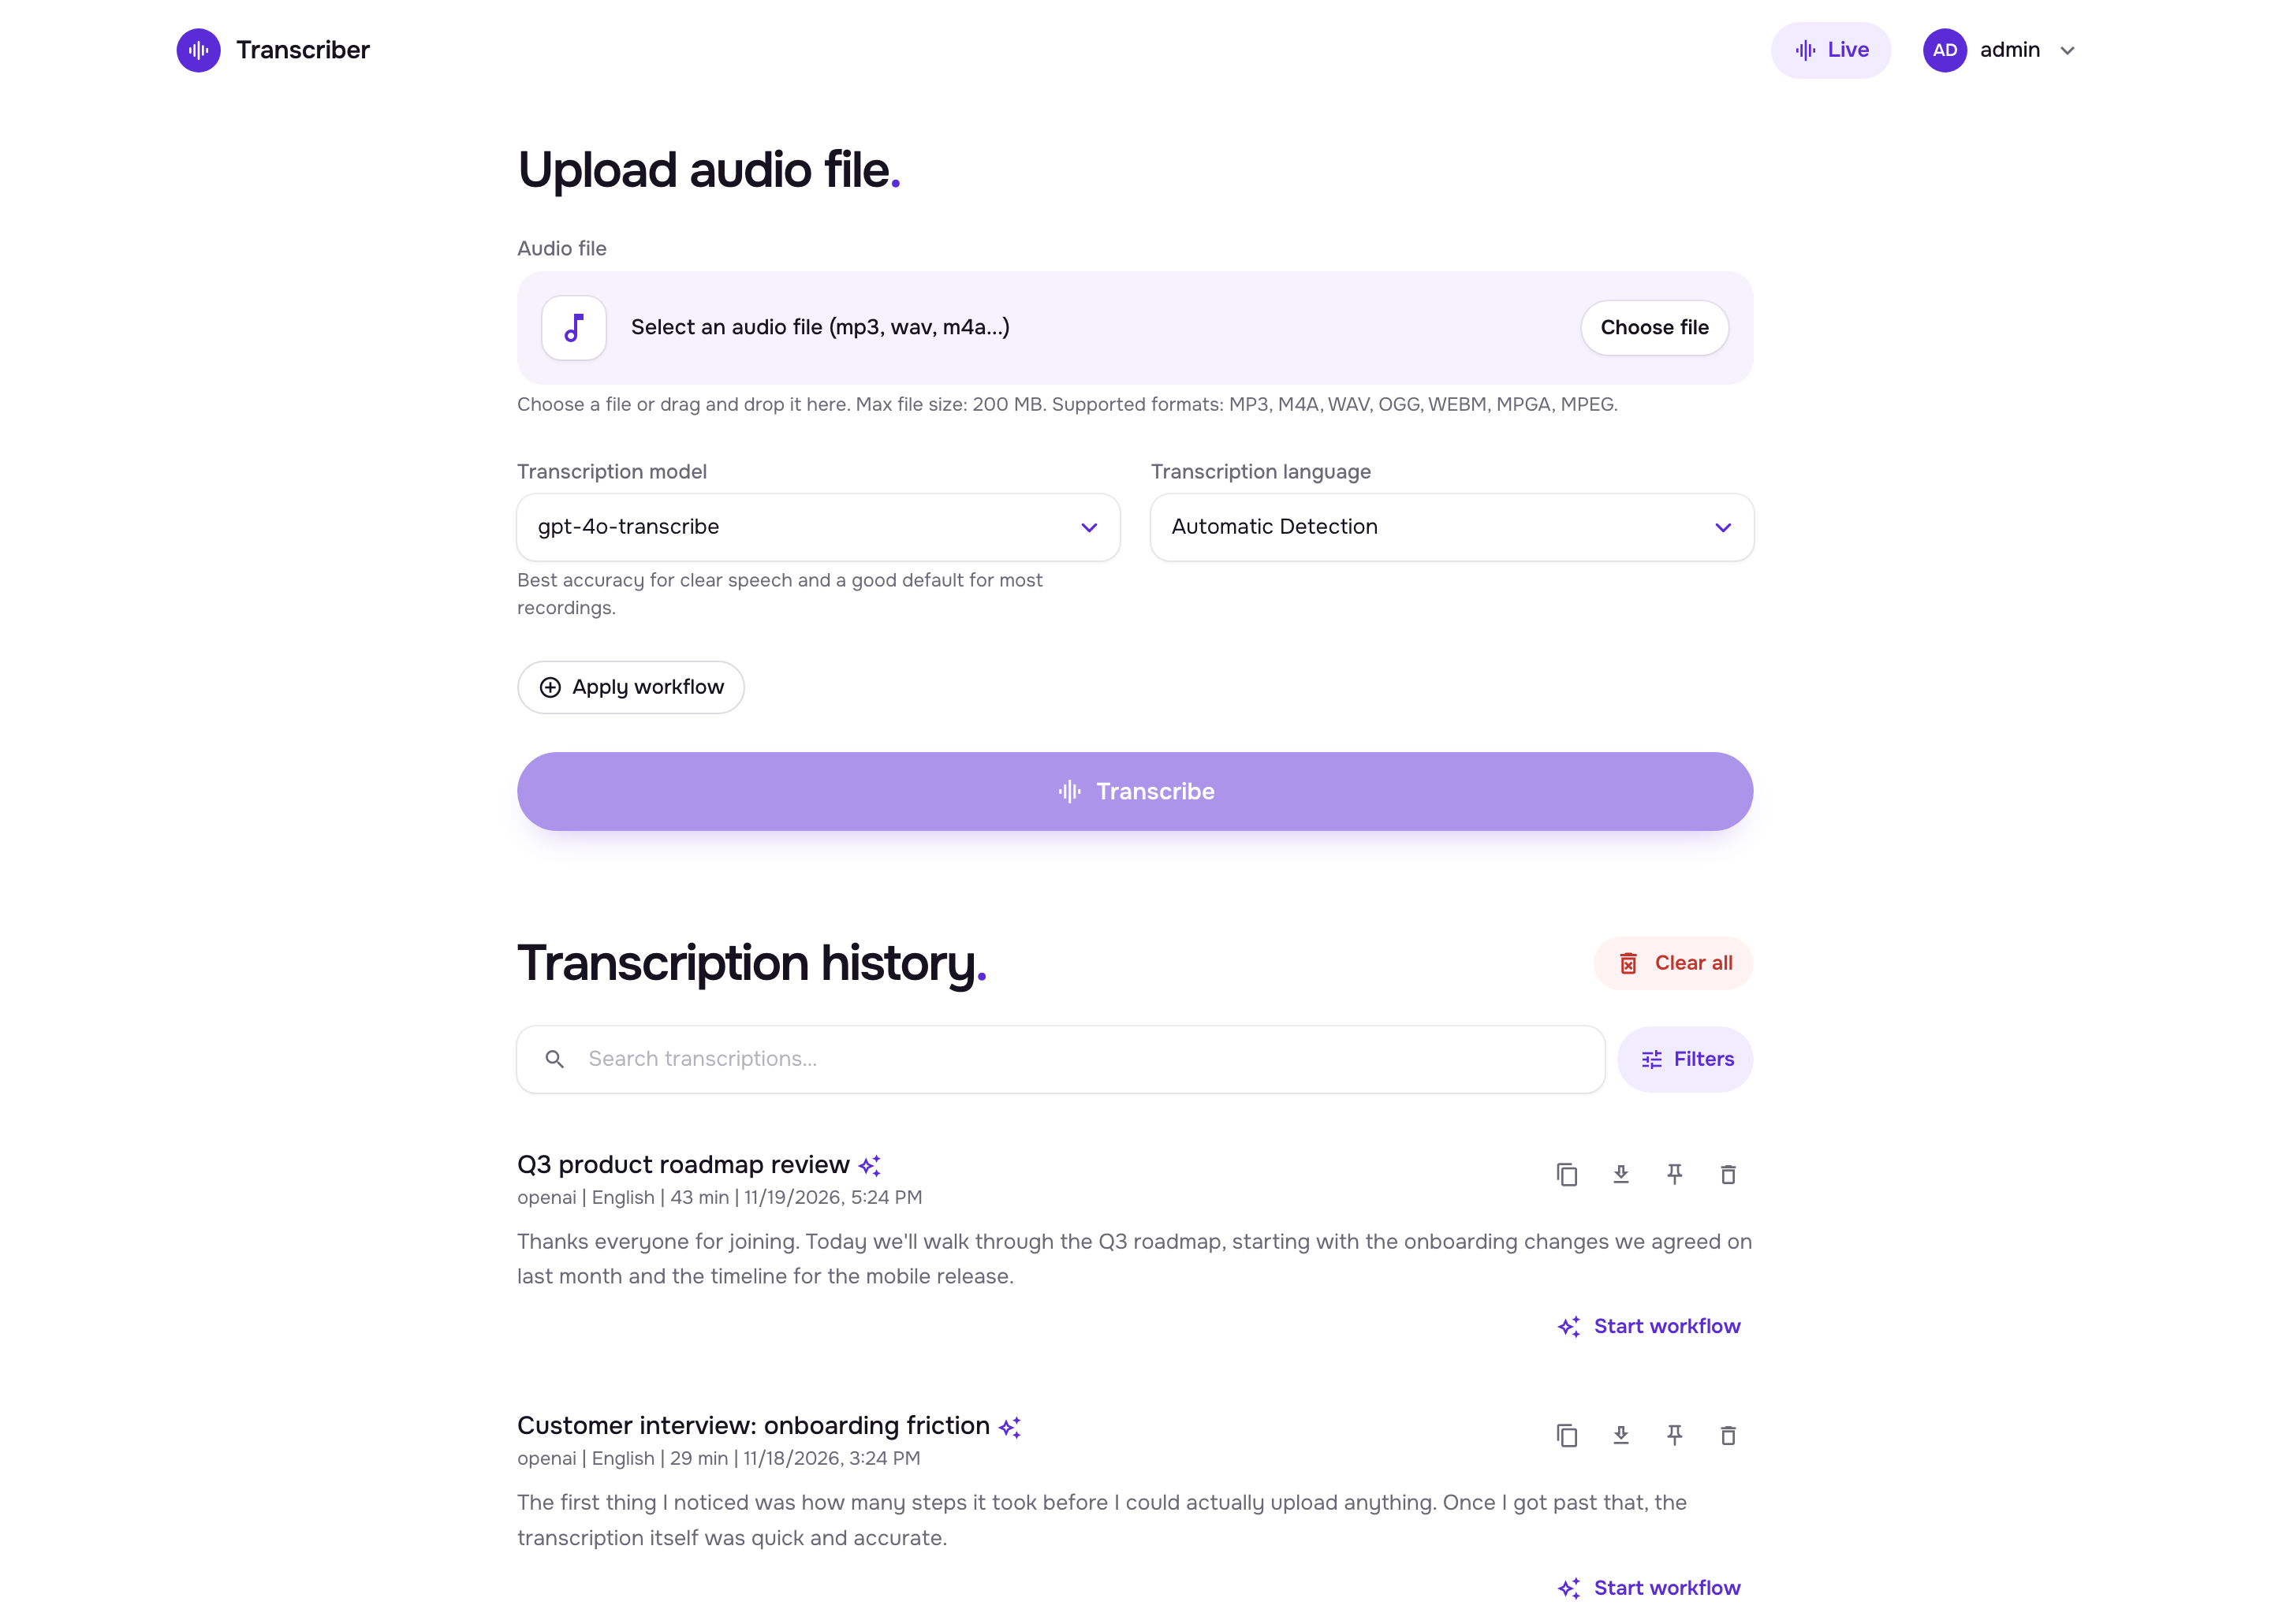 Transcriber
Live
AD
admin
Upload audio file.
Audio file
Select an audio file (mp3, wav, m4a...)
Choose file
Choose a file or drag and drop it here. Max file size: 200 MB. Supported formats: MP3, M4A, WAV, OGG, WEBM, MPGA, MPEG.
Transcription model
Transcription language
gpt-4o-transcribe
Automatic Detection
Best accuracy for clear speech and a good default for most
recordings.
Apply workflow
Transcribe
Transcription history.
Clear all
Search transcriptions...
Filters
Q3 product roadmap review
openai | English | 43 min | 11/19/2026, 5:24 PM
Thanks everyone for joining. Today we'll walk through the Q3 roadmap, starting with the onboarding changes we agreed on
last month and the timeline for the mobile release.
Start workflow
Customer interview: onboarding friction
openai | English | 29 min | 11/18/2026, 3:24 PM
The first thing I noticed was how many steps it took before I could actually upload anything. Once I got past that, the
transcription itself was quick and accurate.
Start workflow